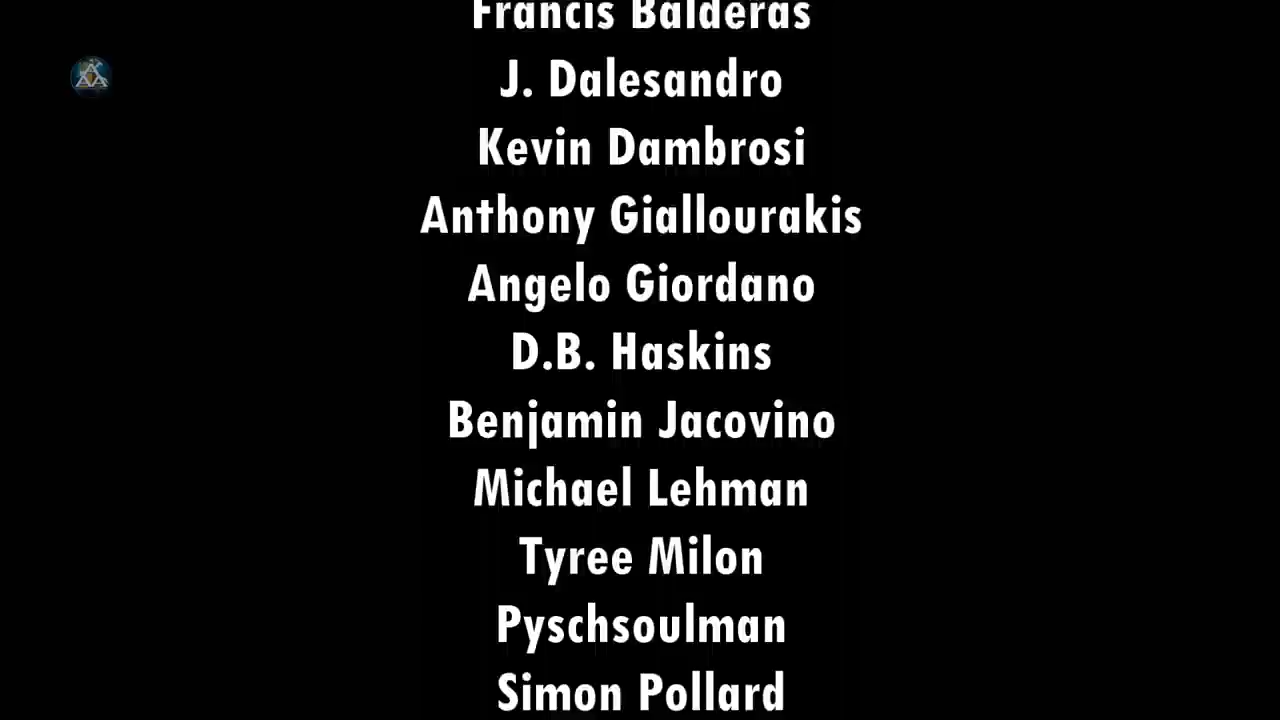 Francis Balderas
J. Dalesandro
Kevin Dambrosi
Anthony Giallourakis
Angelo Giordano
D.B. Haskins
Benjamin Jacovino
Michael Lehman
Tyree Milon
Pyschsoulman
Simon Pollard